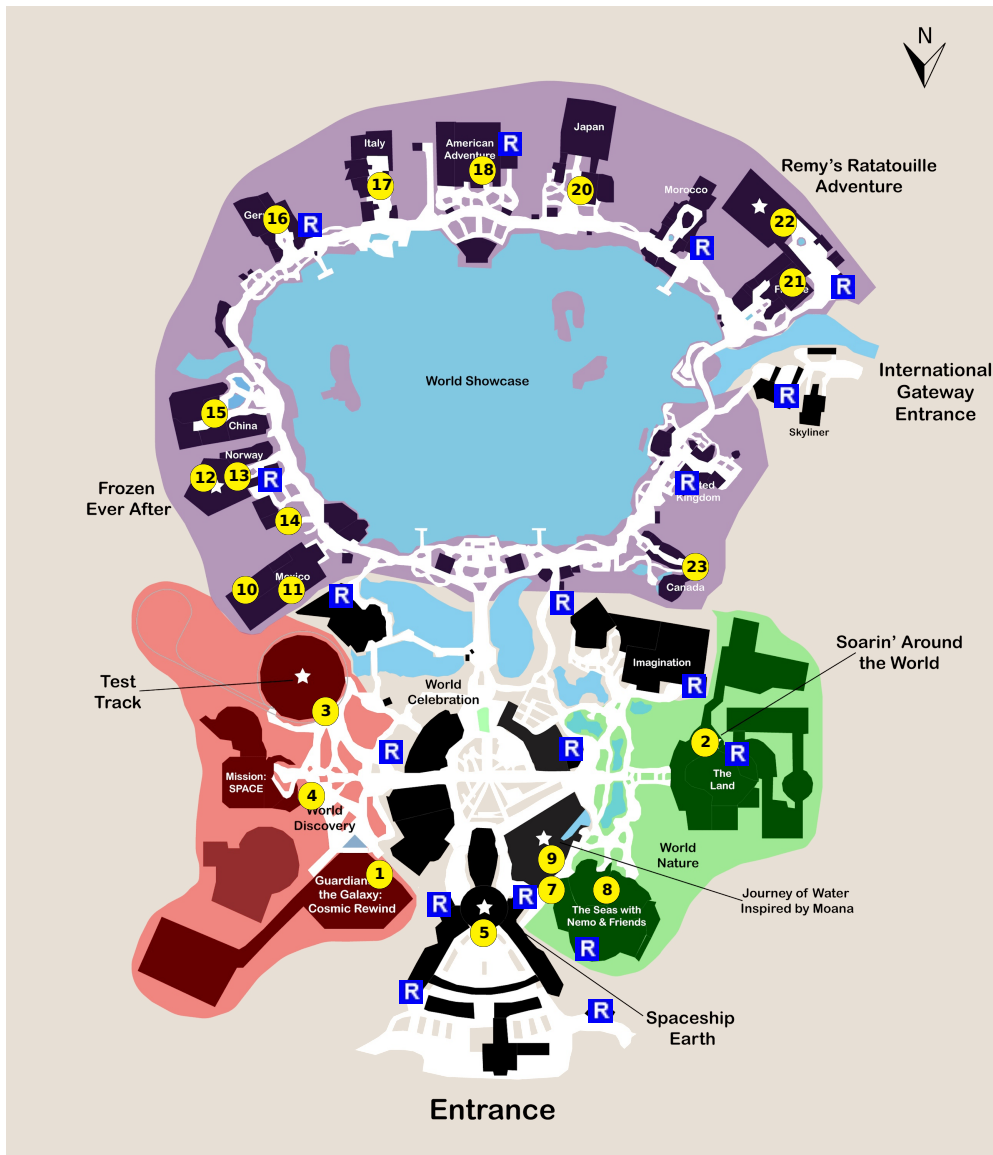 N
Japan
Italy
American
Adventure
R
18
17
20
Remy’s Ratatouille
Adventure
Morocco
16
R
22
R
21
R
World Showcase
International
Gateway
Entrance
R
Skyliner
15
China
Norway
12
13
R
Frozen
Ever After
R
Kingdom
14
23
Canada
10
11
R
R
Soarin’ Around
the World
Imagination
R
Test
Track
World
Celebration
3
2
R
R
R
The
Land
Mission:
SPACE
4
World
Discovery
World
Nature
9
1
7
8
Guardians of
the Galaxy:
Cosmic Rewind
Journey of Water
Inspired by Moana
R
R
5
The Seas with
Nemo & Friends
R
R
R
Spaceship
Earth
Entrance